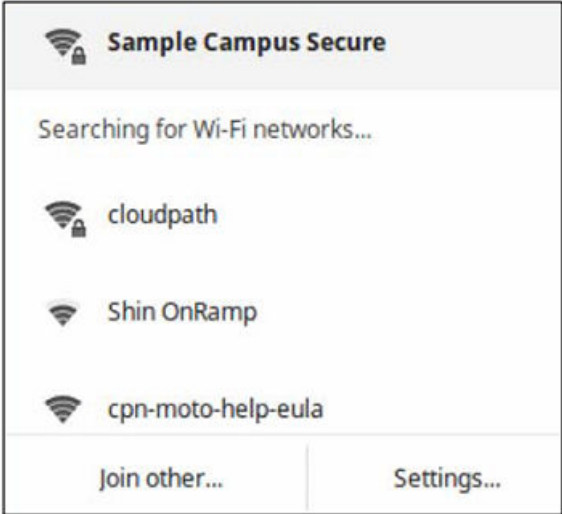 Sample Campus Secure
Searching for Wi-Fi networks...
cloudpath
Shin OnRamp
cpn-moto-help-eula
Join other...
Settings...